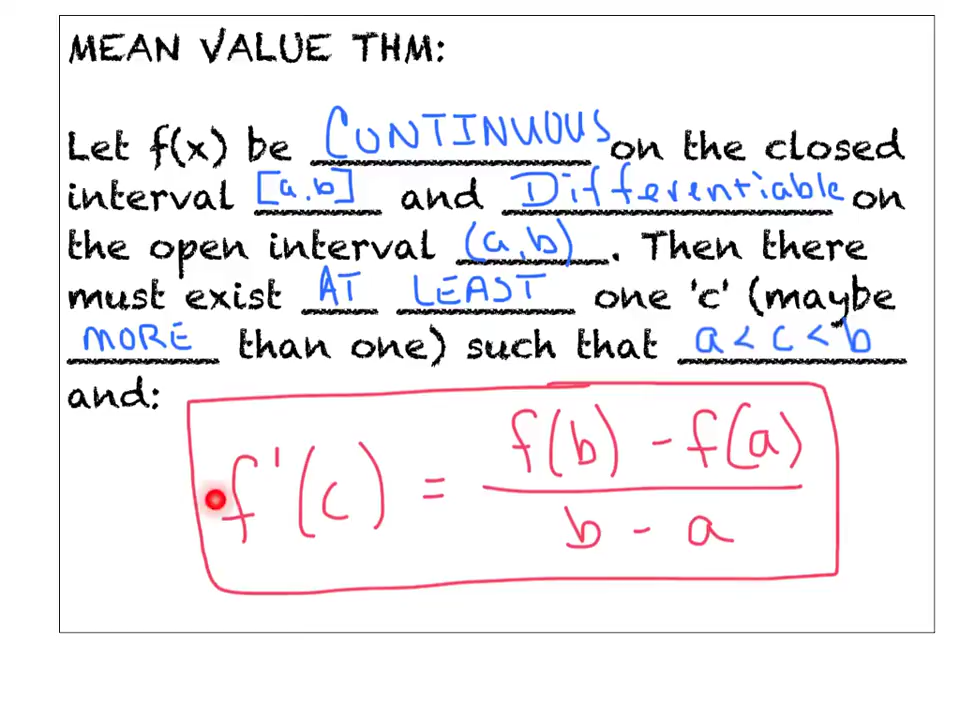 MEAN VALUE THM:
Let f(x) be CONTINUOUS on the closed
interval [a,b] and Differentiable on
the open interval (a,b). Then there
must exist AT LEAST one 'c' (maybe
MORE than one) such that a < c < b
and:
f'(c) = \frac{f(b) - f(a)}{b - a}